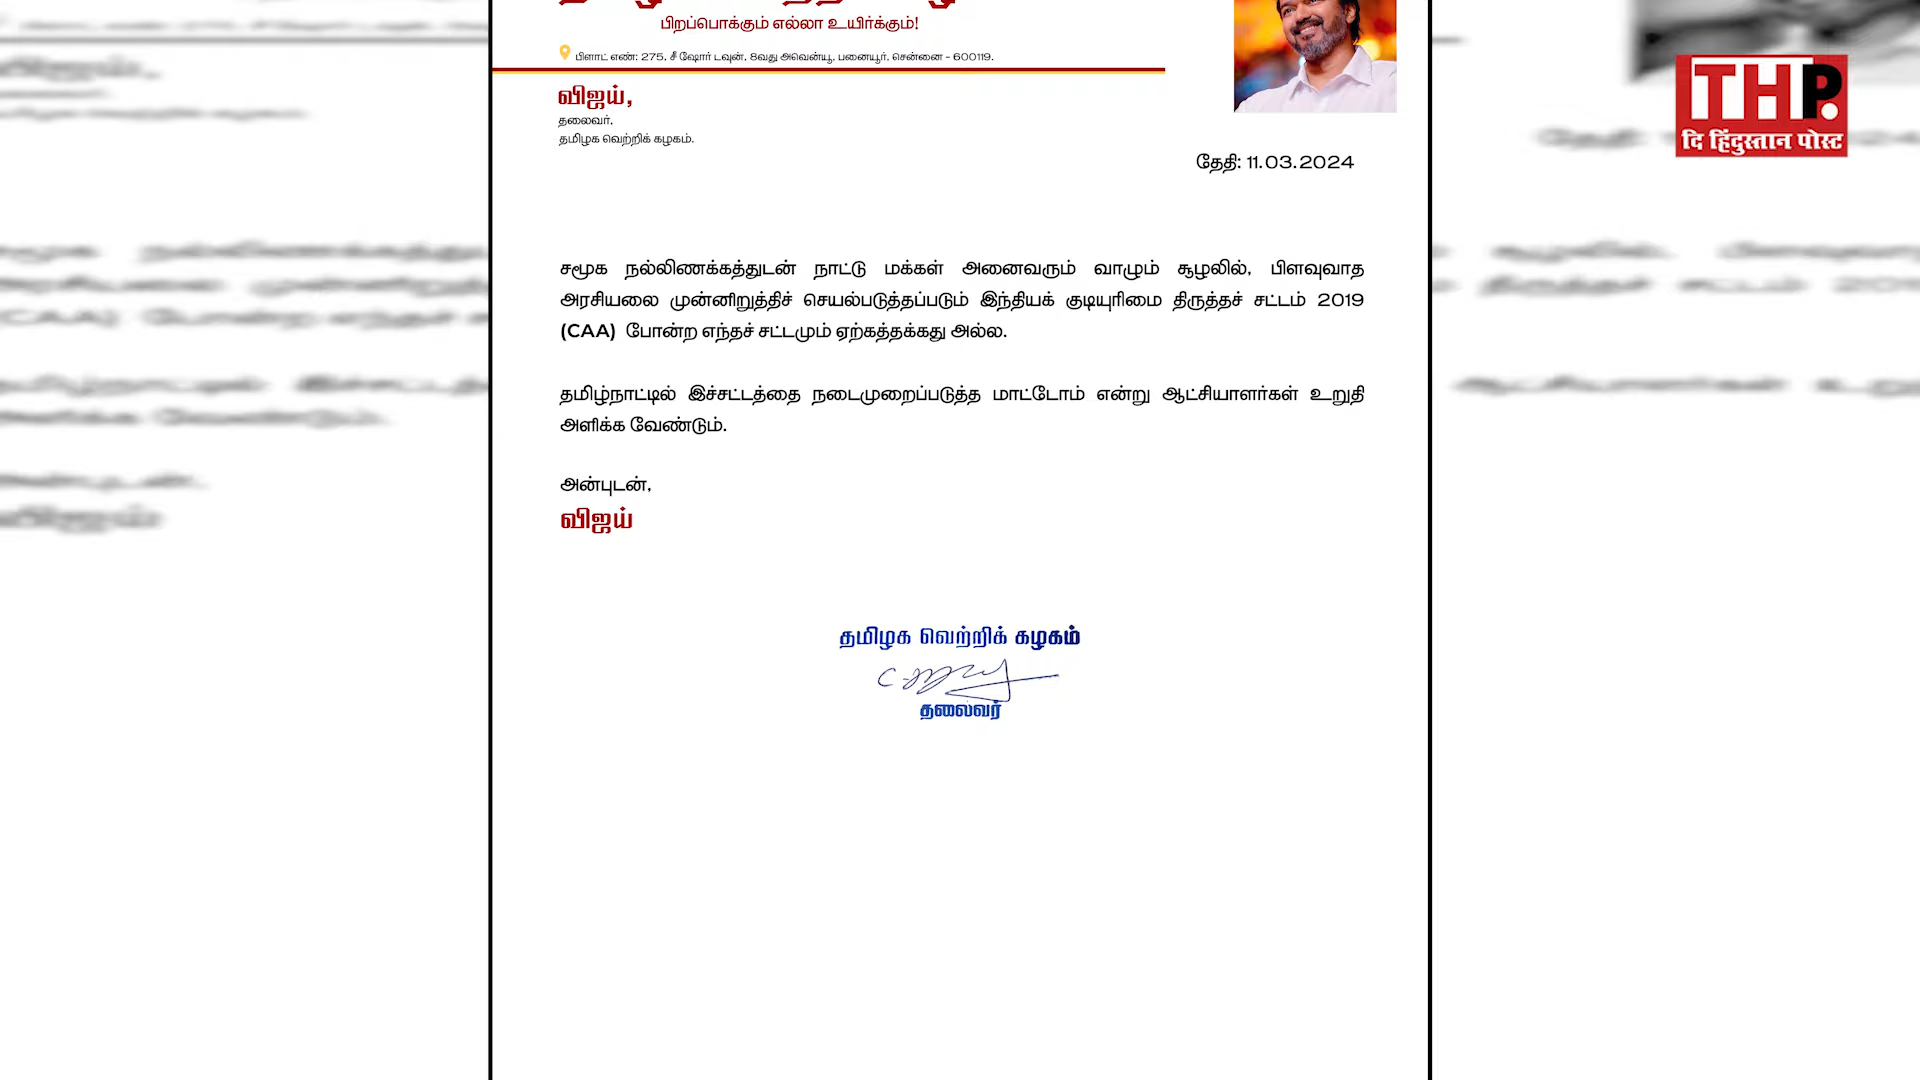 பிறப்பொக்கும் எல்லா உயிர்க்கும்!
பிளாட் எண்: 275, சீ ஷோர் டவுன், 8வது அவென்யூ, பனையூர், சென்னை - 600119.
விஜய்,
தலைவர்,
தமிழக வெற்றிக் கழகம்.
தேதி: 11.03.2024
THP.
दि हिंदुस्तान पोस्ट
சமூக நல்லிணக்கத்துடன் நாட்டு மக்கள் அனைவரும் வாழும் சூழலில், பிளவுவாத
அரசியலை முன்னிறுத்திச் செயல்படுத்தப்படும் இந்தியக் குடியுரிமை திருத்தச் சட்டம் 2019
(CAA) போன்ற எந்தச் சட்டமும் ஏற்கத்தக்கது அல்ல.
தமிழ்நாட்டில் இச்சட்டத்தை நடைமுறைப்படுத்த மாட்டோம் என்று ஆட்சியாளர்கள் உறுதி
அளிக்க வேண்டும்.
அன்புடன்,
விஜய்
தமிழக வெற்றிக் கழகம்
தலைவர்